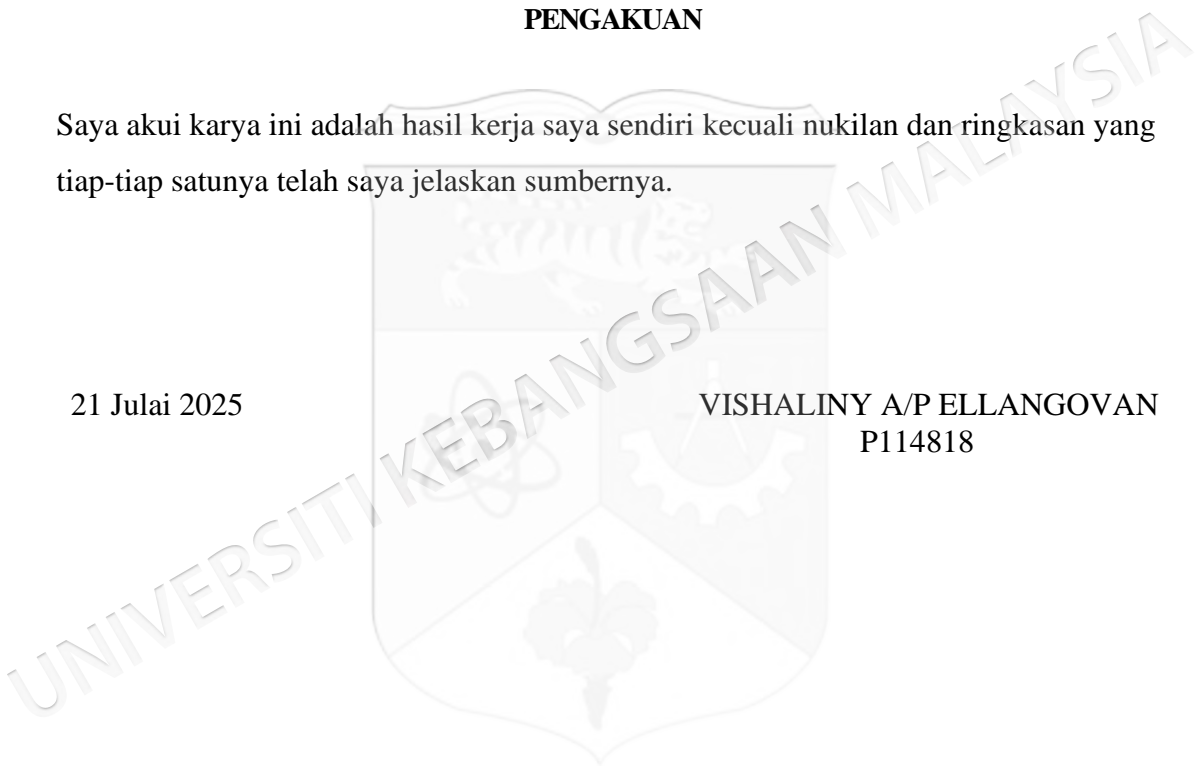 PENGAKUAN
Saya akui karya ini adalah hasil kerja saya sendiri kecuali nukilan dan ringkasan yang
tiap-tiap satunya telah saya jelaskan sumbernya.
21 Julai 2025
VISHALINY A/P ELLANGOVAN
P114818
UNIVERSITI KEBANGSAAN MALAYSIA